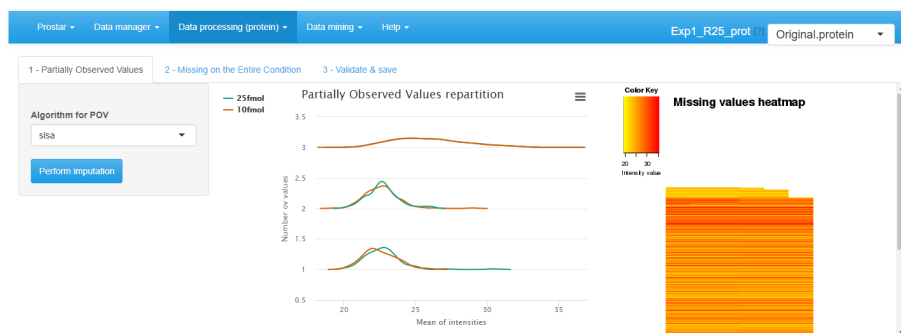 Prostar Data manager Data processing (protein) Data mining Help Exp1_R25_prot [?] Original.protein
1 - Partially Observed Values 2 - Missing on the Entire Condition 3 - Validate & save
Algorithm for POV
slsa
Perform imputation
25fmol
10fmol
Partially Observed Values repartition
Number ov values
3.5
3
2.5
2
1.5
1
0.5
20 25 30 35
Mean of intensities
Color Key
20 30
Intensity value
Missing values heatmap